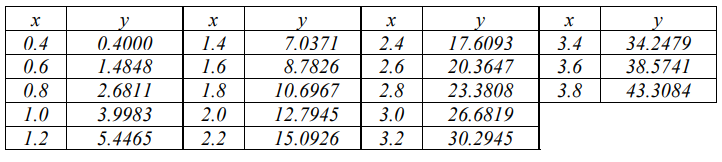 x y x y x y x y
0.4 0.4000 1.4 7.0371 2.4 17.6093 3.4 34.2479
0.6 1.4848 1.6 8.7826 2.6 20.3647 3.6 38.5741
0.8 2.6811 1.8 10.6967 2.8 23.3808 3.8 43.3084
1.0 3.9983 2.0 12.7945 3.0 26.6819
1.2 5.4465 2.2 15.0926 3.2 30.2945